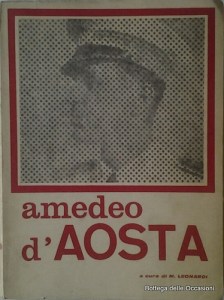 amedeo
d'AOSTA
a cura di M. LEONARDI
Bottega delle Occasioni